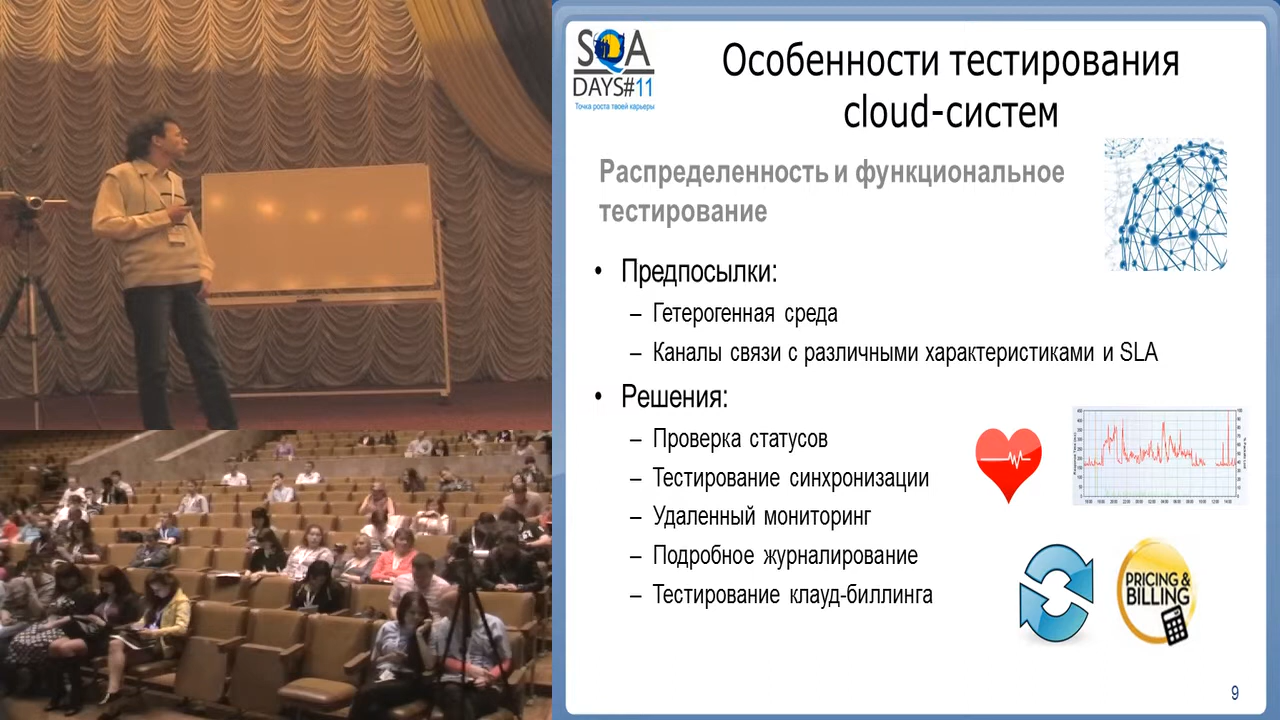 SQA
DAYS#11
Точка роста твоей карьеры
Особенности тестирования
cloud-систем
Распределенность и функциональное
тестирование
• Предпосылки:
– Гетерогенная среда
– Каналы связи с различными характеристиками и SLA
• Решения:
– Проверка статусов
– Тестирование синхронизации
– Удаленный мониторинг
– Подробное журналирование
– Тестирование клауд-биллинга
PRICING &
BILLING
9